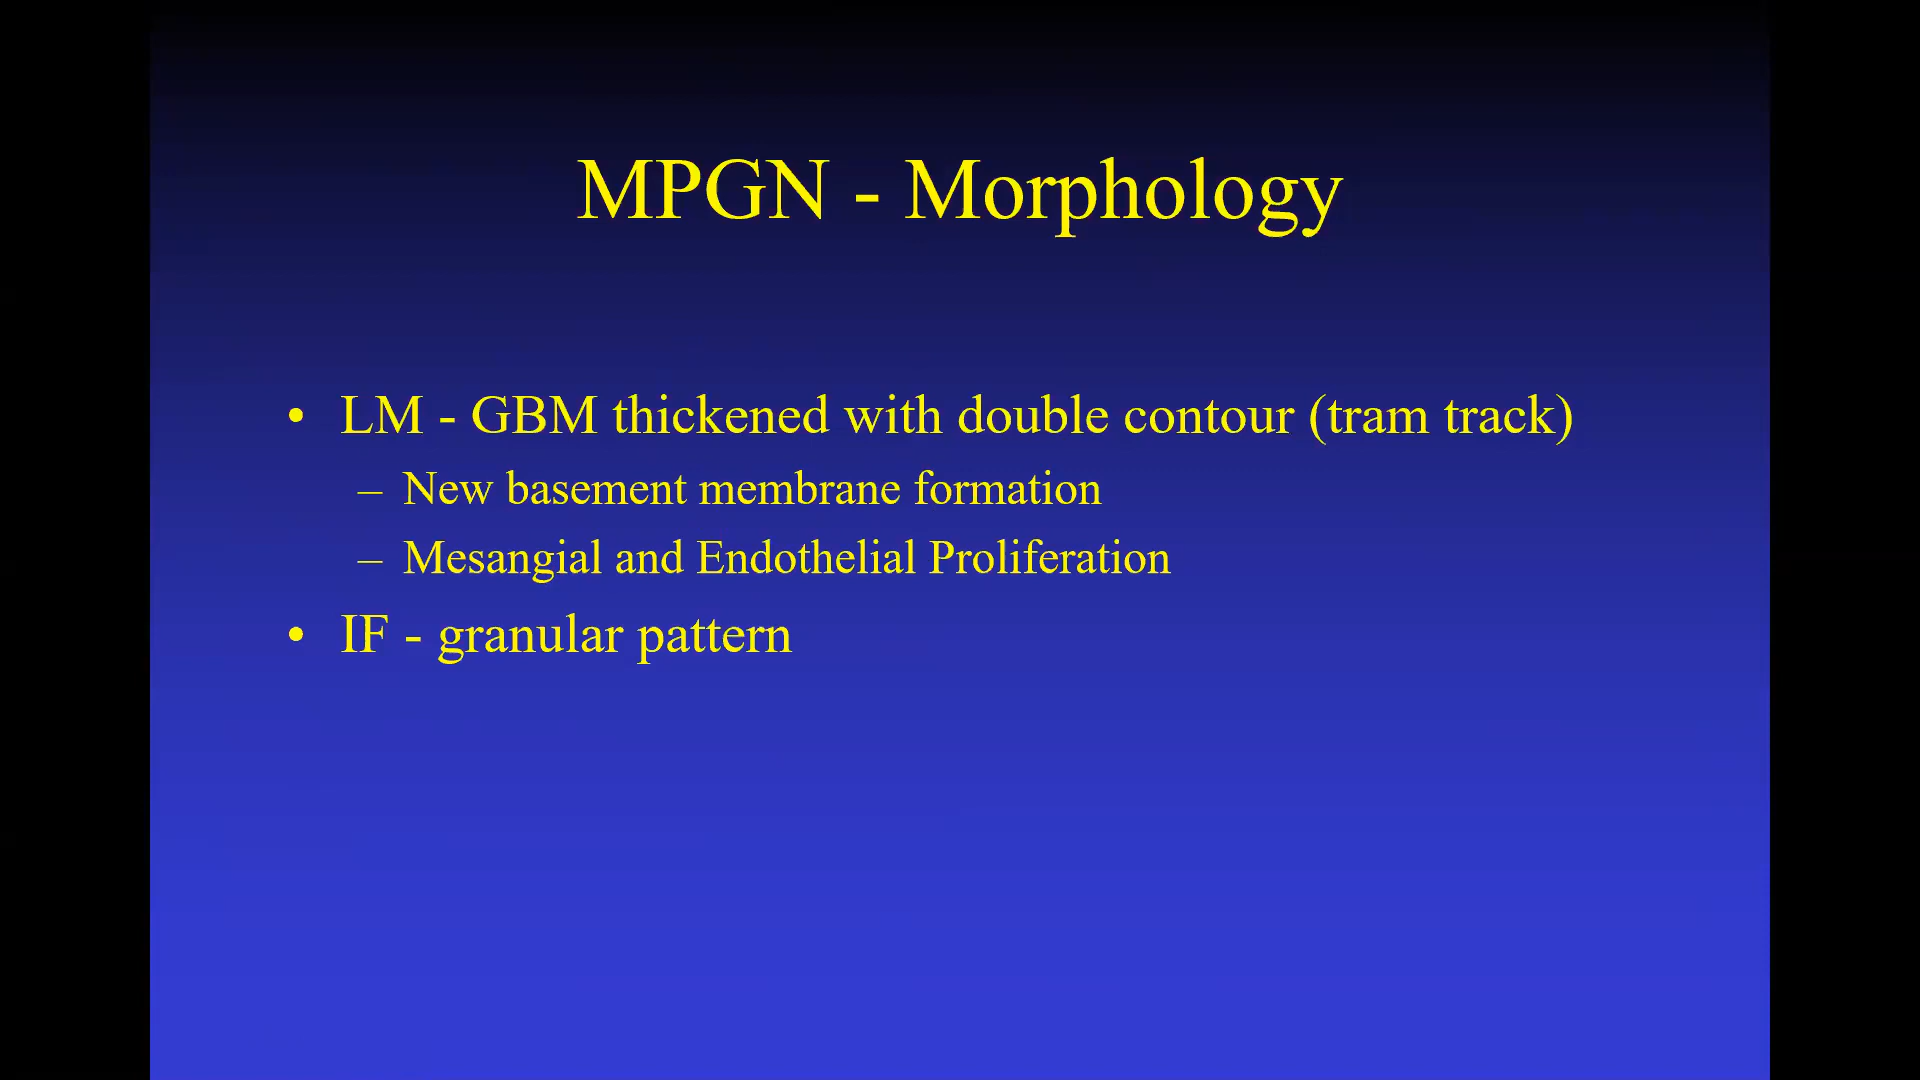 MPGN - Morphology
• LM - GBM thickened with double contour (tram track)
– New basement membrane formation
– Mesangial and Endothelial Proliferation
• IF - granular pattern